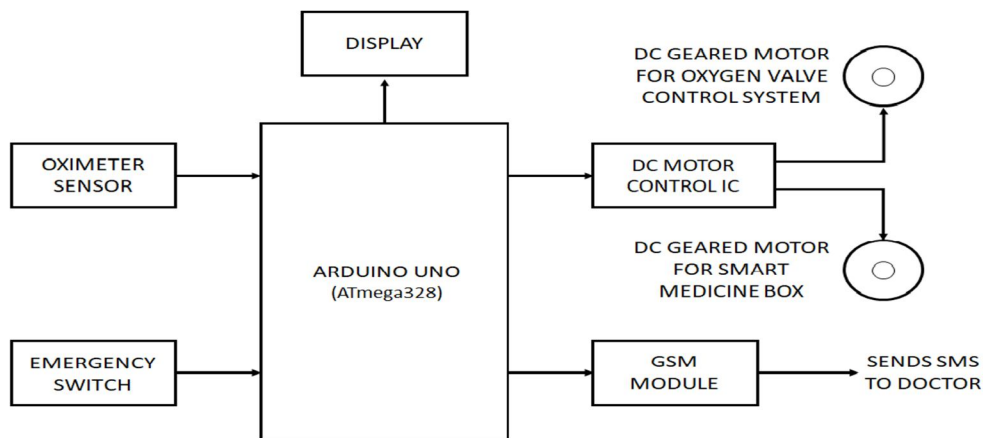 DISPLAY
DC GEARED MOTOR
FOR OXYGEN VALVE
CONTROL SYSTEM
OXIMETER
SENSOR
DC MOTOR
CONTROL IC
ARDUINO UNO
(ATmega328)
DC GEARED MOTOR
FOR SMART
MEDICINE BOX
EMERGENCY
SWITCH
GSM
MODULE
SENDS SMS
TO DOCTOR